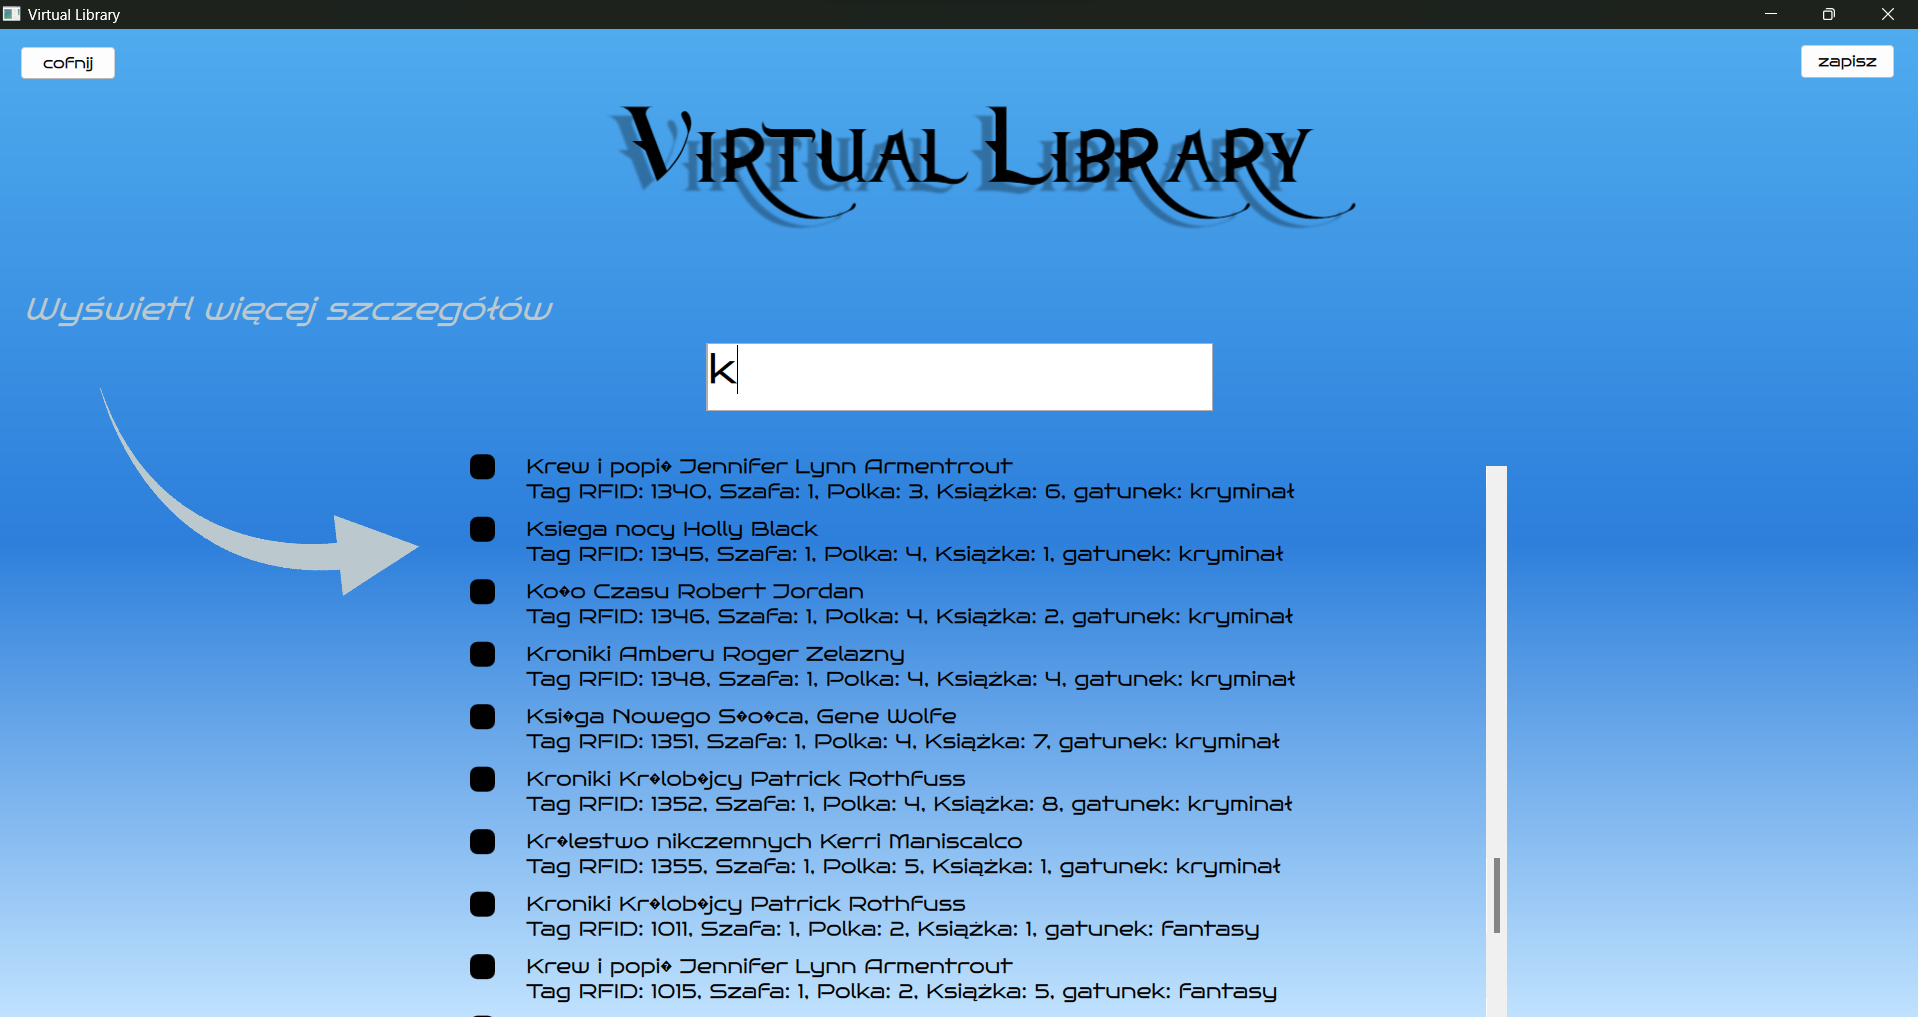 Virtual Library
cofnij
zapisz
Virtual Library
Wyświetl więcej szczegółów
k
Krew i popi� Jennifer Lynn Armentrout
Tag RFID: 1340, Szafa: 1, Polka: 3, Książka: 6, gatunek: kryminał
Ksiega nocy Holly Black
Tag RFID: 1345, Szafa: 1, Polka: 4, Książka: 1, gatunek: kryminał
Ko�o Czasu Robert Jordan
Tag RFID: 1346, Szafa: 1, Polka: 4, Książka: 2, gatunek: kryminał
Kroniki Amberu Roger Zelazny
Tag RFID: 1348, Szafa: 1, Polka: 4, Książka: 4, gatunek: kryminał
Ksi�ga Nowego S�o�ca, Gene Wolfe
Tag RFID: 1351, Szafa: 1, Polka: 4, Książka: 7, gatunek: kryminał
Kroniki Kr�lob�jcy Patrick Rothfuss
Tag RFID: 1352, Szafa: 1, Polka: 4, Książka: 8, gatunek: kryminał
Kr�lestwo nikczemnych Kerri Maniscalco
Tag RFID: 1355, Szafa: 1, Polka: 5, Książka: 1, gatunek: kryminał
Kroniki Kr�lob�jcy Patrick Rothfuss
Tag RFID: 1011, Szafa: 1, Polka: 2, Książka: 1, gatunek: fantasy
Krew i popi� Jennifer Lynn Armentrout
Tag RFID: 1015, Szafa: 1, Polka: 2, Książka: 5, gatunek: fantasy